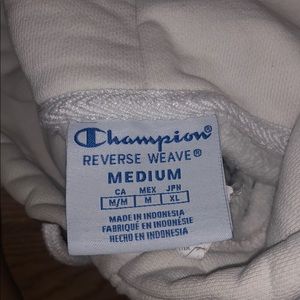 Champion®
REVERSE WEAVE®
MEDIUM
CA MEX JPN
M/M M XL
MADE IN INDONESIA
FABRIQUÉ EN INDONÉSIE
HECHO EN INDONESIA